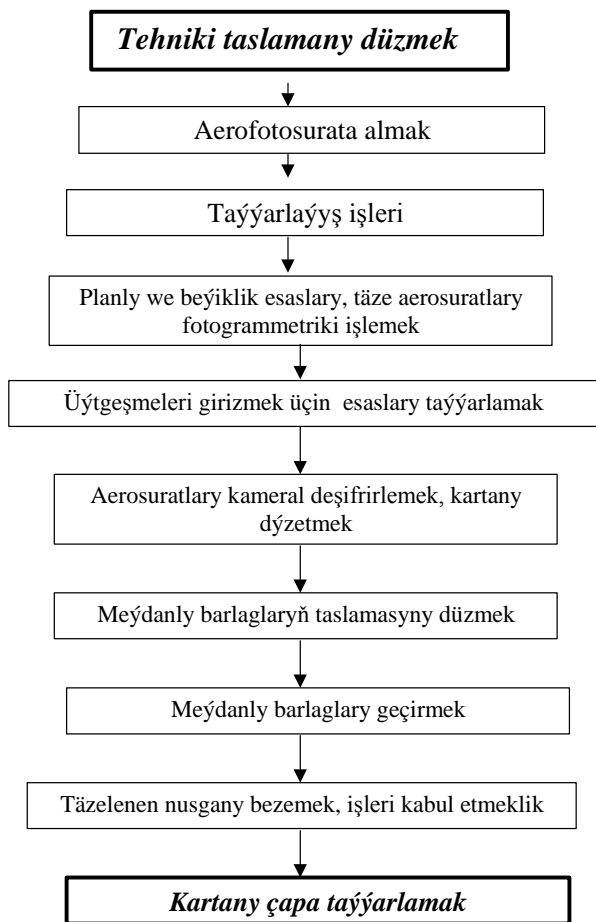 Tehniki taslamany düzmek
Aerofotosurata almak
Taýýarlaýyş işleri
Planly we beýiklik esaslary, täze aerosuratlary
fotogrammetriki işlemek
Üýtgeşmeleri girizmek üçin esaslary taýýarlamak
Aerosuratlary kameral deşifrirlemek, kartany
dýzetmek
Meýdanly barlaglaryň taslamasyny düzmek
Meýdanly barlaglary geçirmek
Täzelenen nusgany bezemek, işleri kabul etmeklik
Kartany çapa taýýarlamak